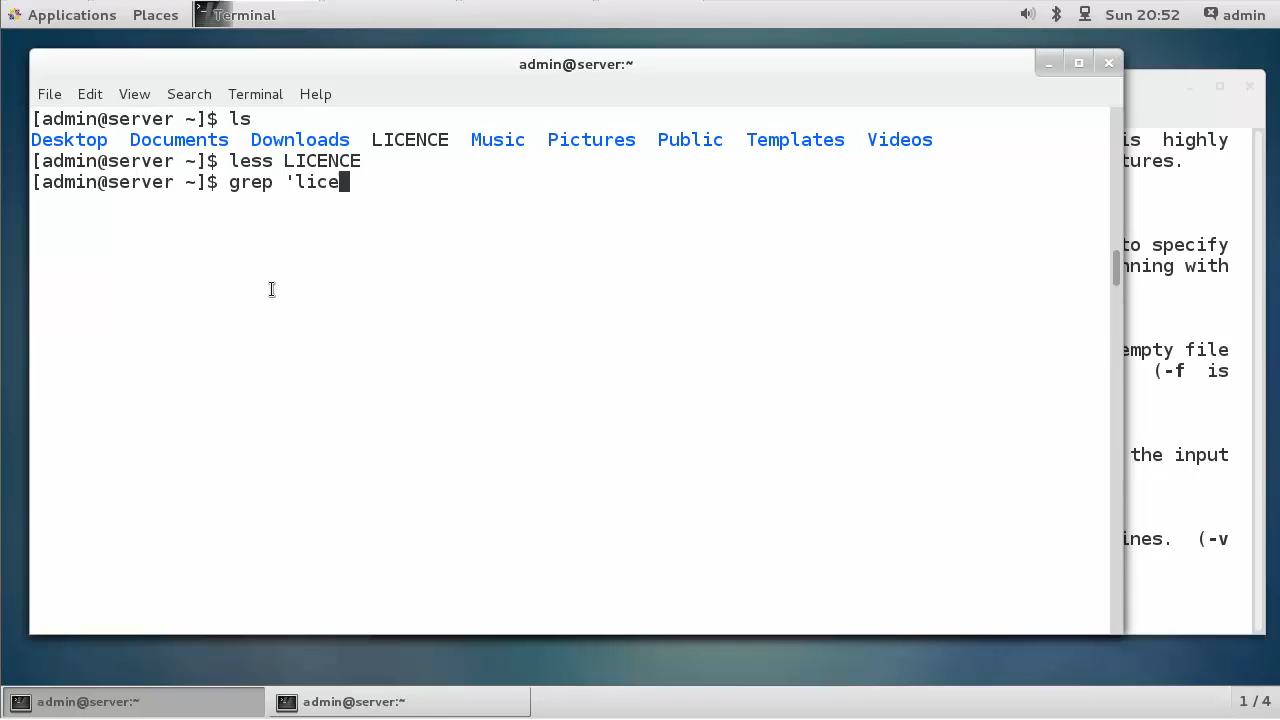 Applications Places Terminal Sun 20:52 admin
admin@server:~
File Edit View Search Terminal Help
[admin@server ~]$ ls
Desktop Documents Downloads LICENCE Music Pictures Public Templates Videos
[admin@server ~]$ less LICENCE
[admin@server ~]$ grep 'lice
is highly
tures.
to specify
nning with
empty file
(-f is
the input
ines. (-v
admin@server:~ admin@server:~ 1 / 4